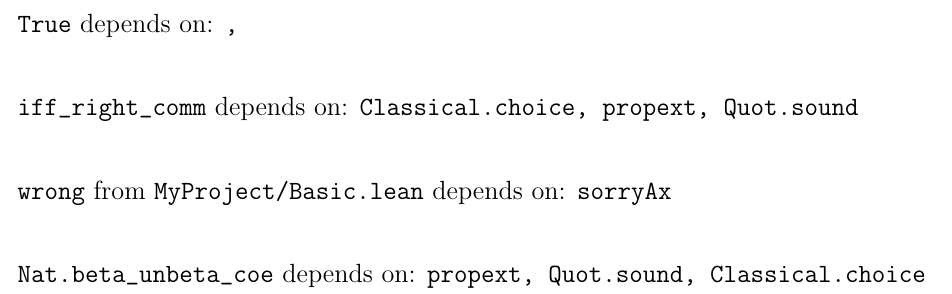 True depends on: ,
iff_right_comm depends on: Classical.choice, propext, Quot.sound
wrong from MyProject/Basic.lean depends on: sorryAx
Nat.beta_unbeta_coe depends on: propext, Quot.sound, Classical.choice